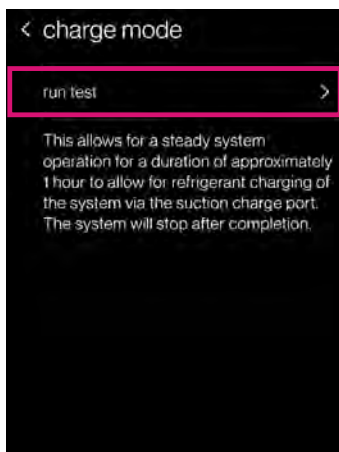 < charge mode
run test >
This allows for a steady system
operation for a duration of approximately
1 hour to allow for refrigerant charging of
the system via the suction charge port.
The system will stop after completion.